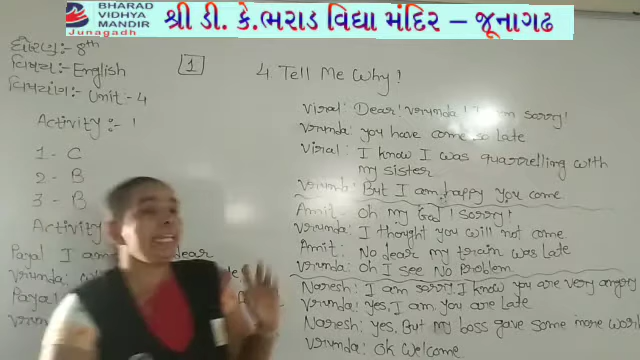 BHARAD
VIDHYA
MANDIR
Junagadh
શ્રી ડી. કે.ભરાડ વિદ્યા મંદિર – જૂનાગઢ
ધોરણ:- 8th
વિષય:- English
વિષયાંગ:- Unit:- 4
Activity:- 1
1 - C
2 - B
3 - B
Activity
Payal I am dear
Vrunda:
Payal
1
4 Tell Me Why!
Viral: Dear! Vrunda! I am sorry!
Vrunda: you have come so late
Viral: I know I was quarrelling with
my sister
Vrunda: But I am happy you come
Amit: Oh my God! Sorry!
Vrunda: I thought you will not come
Amit: No dear my train was late
Vrunda: Oh I see No problem
Naresh: I am sorry I know you are very angery
Vrunda: yes, I am. you are late
Naresh: yes, But my boss gave some more work
Vrunda: Ok Welcome